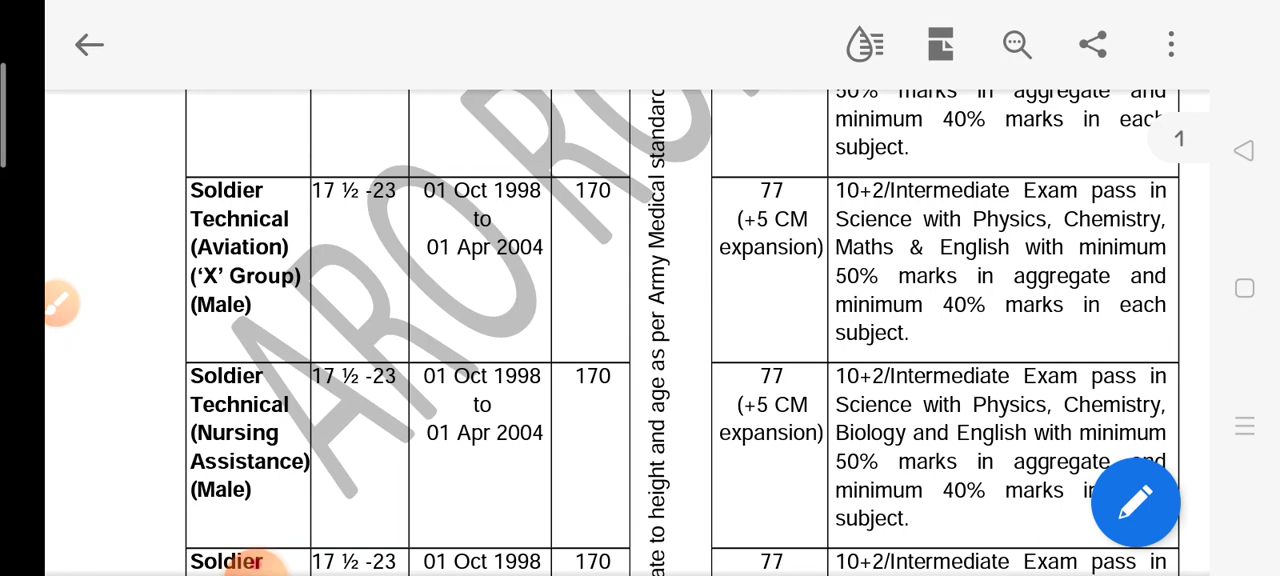 50% marks in aggregate and
minimum 40% marks in each
subject.
1
Soldier
Technical
(Aviation)
(‘X’ Group)
(Male)
17 ½ -23
01 Oct 1998
to
01 Apr 2004
170
77
(+5 CM
expansion)
10+2/Intermediate Exam pass in
Science with Physics, Chemistry,
Maths & English with minimum
50% marks in aggregate and
minimum 40% marks in each
subject.
Soldier
Technical
(Nursing
Assistance)
(Male)
17 ½ -23
01 Oct 1998
to
01 Apr 2004
170
77
(+5 CM
expansion)
10+2/Intermediate Exam pass in
Science with Physics, Chemistry,
Biology and English with minimum
50% marks in aggregate and
minimum 40% marks in
subject.
Soldier
17 ½ -23
01 Oct 1998
170
77
10+2/Intermediate Exam pass in
ate to height and age as per Army Medical standard
ARO